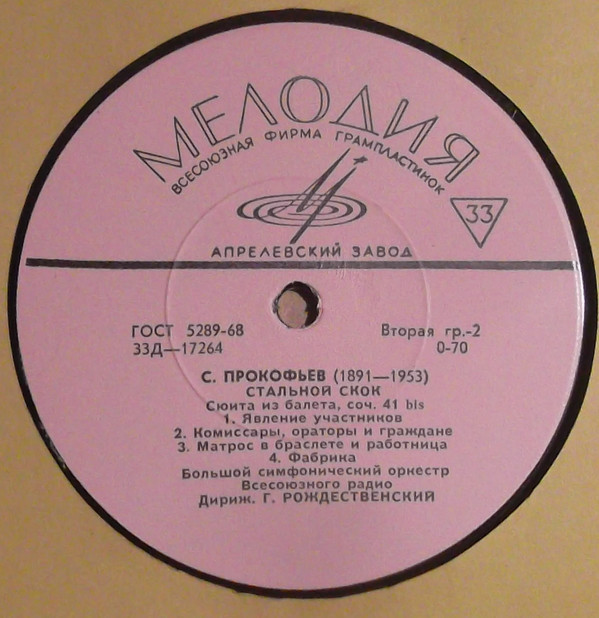 МЕЛОДИЯ
ВСЕСОЮЗНАЯ ФИРМА ГРАМПЛАСТИНОК
33
АПРЕЛЕВСКИЙ ЗАВОД
ГОСТ 5289-68 Вторая гр.-2
33Д—17264 0-70
С. ПРОКОФЬЕВ (1891—1953)
СТАЛЬНОЙ СКОК
Сюита из балета, соч. 41 bis
1. Явление участников
2. Комиссары, ораторы и граждане
3. Матрос в браслете и работница
4. Фабрика
Большой симфонический оркестр
Всесоюзного радио
Дириж. Г. РОЖДЕСТВЕНСКИЙ